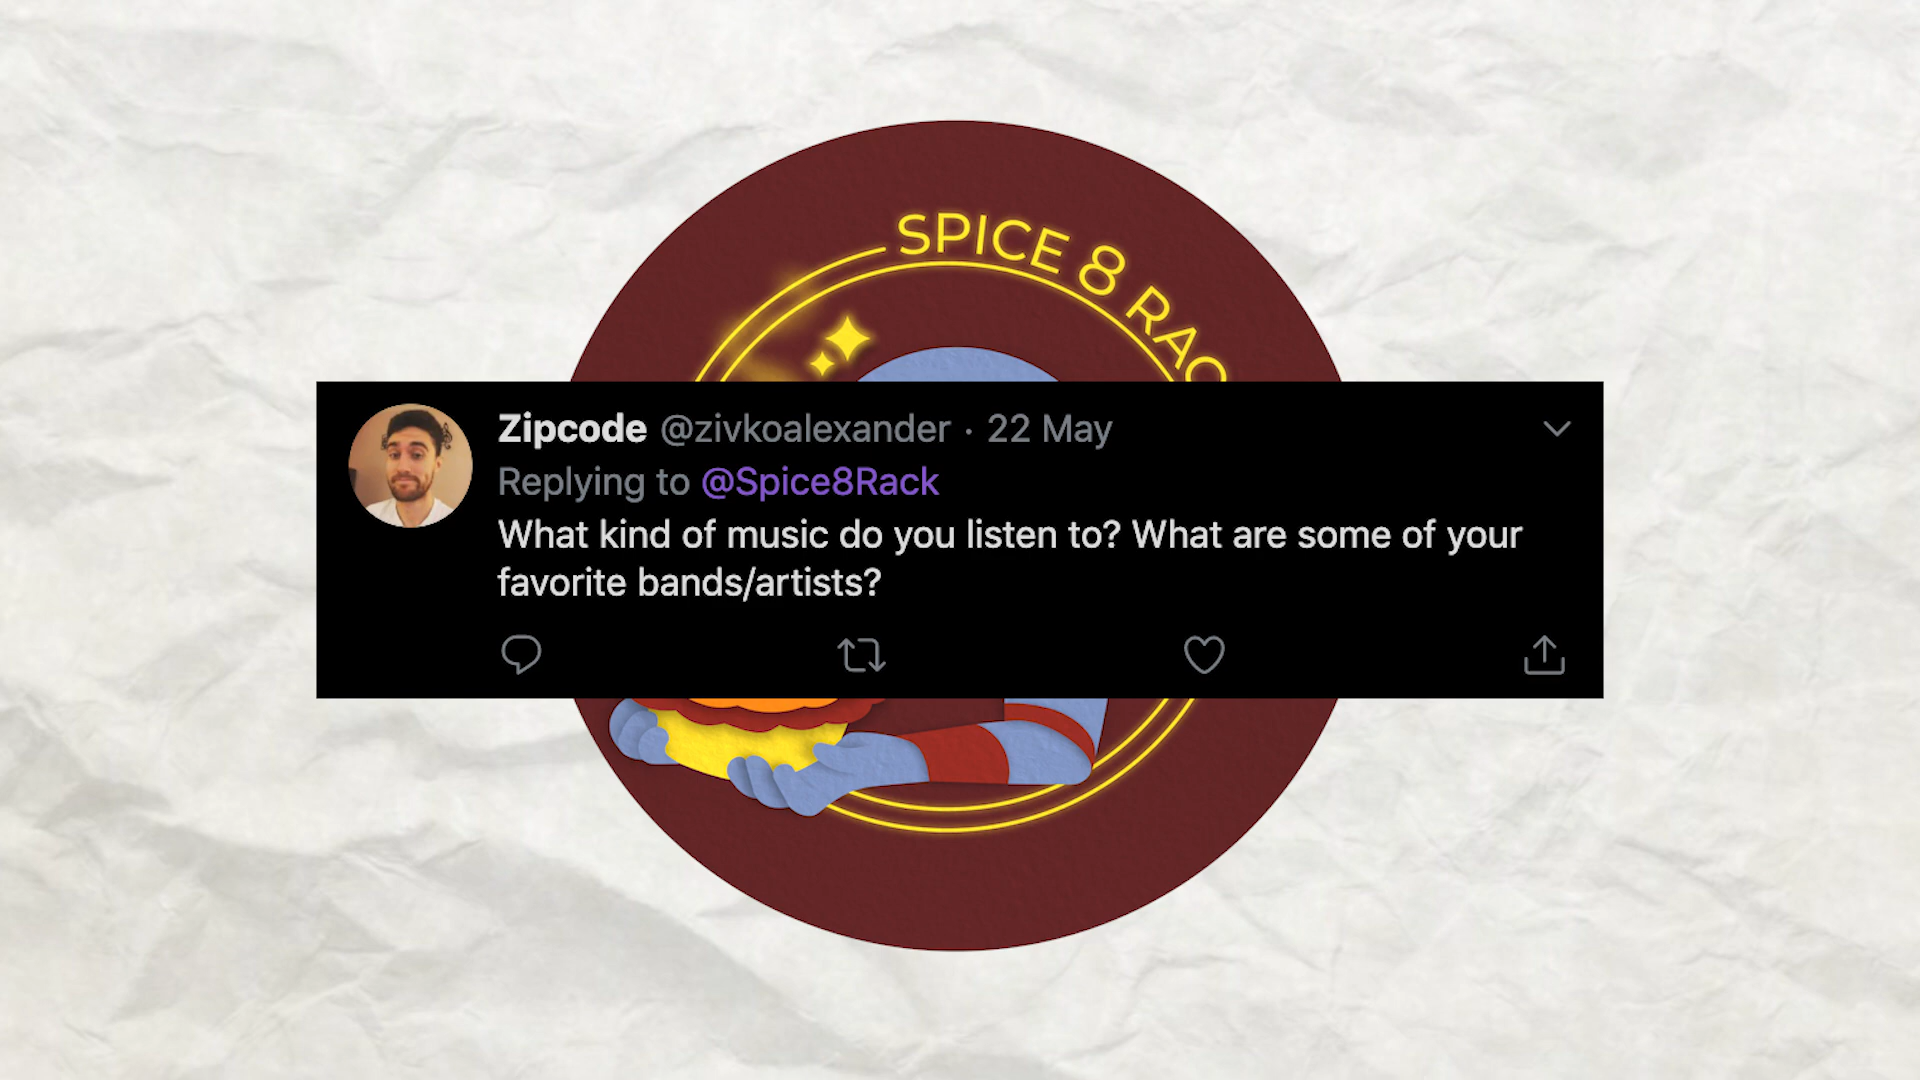 SPICE 8 RAC
Zipcode @zivkoalexander · 22 May
Replying to @Spice8Rack
What kind of music do you listen to? What are some of your
favorite bands/artists?